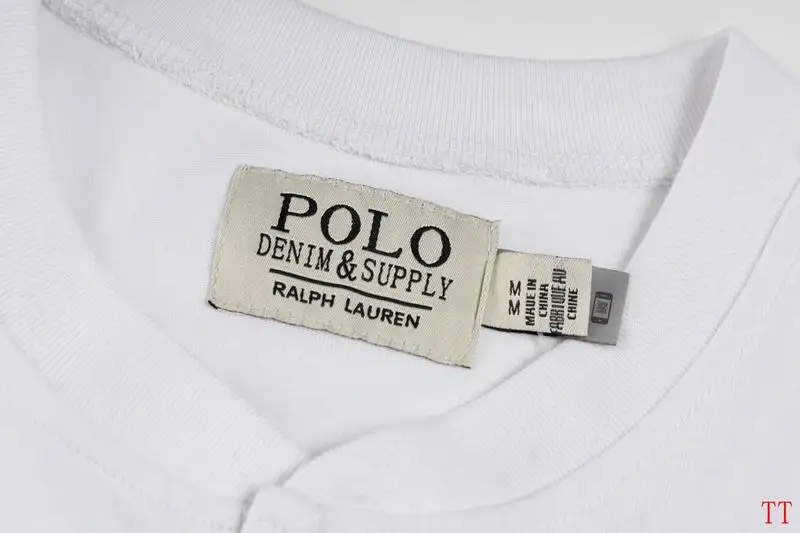 POLO
DENIM & SUPPLY
RALPH LAUREN
M
M
MADE IN
CHINA
FABRIQUE AU
CHINE
TT